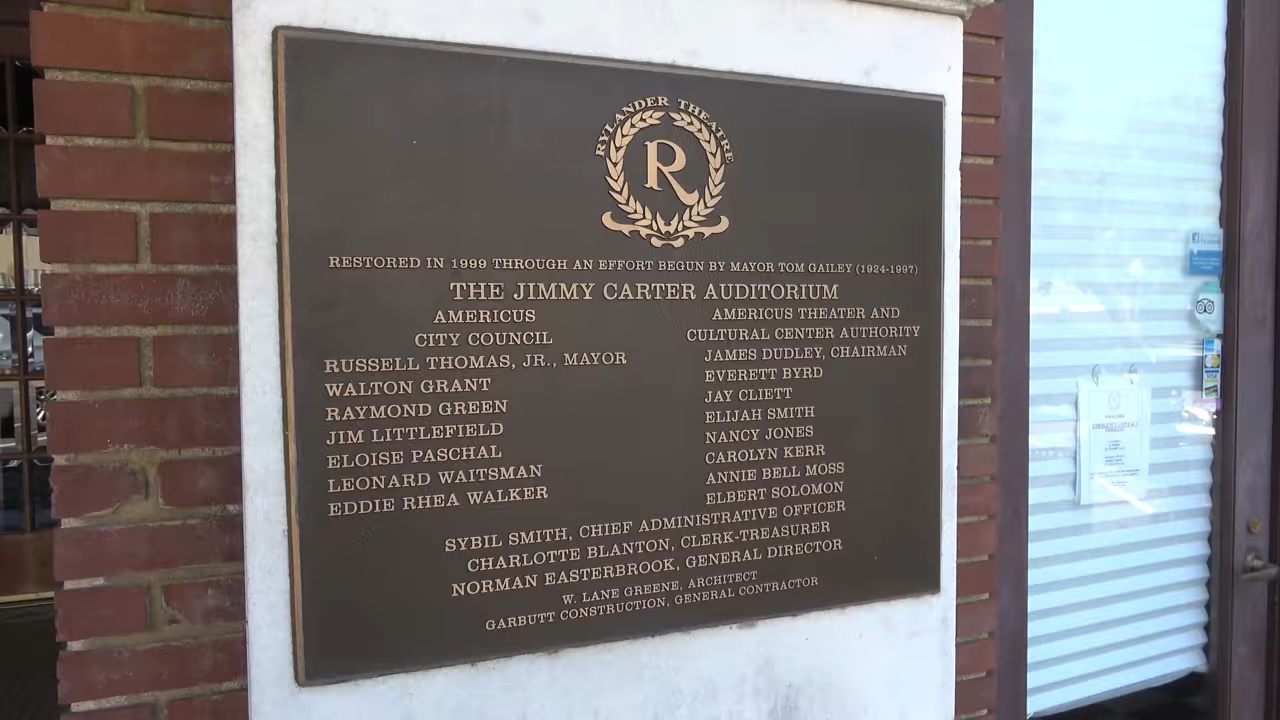 RYLANDER THEATRE
R
RESTORED IN 1999 THROUGH AN EFFORT BEGUN BY MAYOR TOM GAILEY (1924-1997)
THE JIMMY CARTER AUDITORIUM
AMERICUS
CITY COUNCIL
RUSSELL THOMAS, JR., MAYOR
WALTON GRANT
RAYMOND GREEN
JIM LITTLEFIELD
ELOISE PASCHAL
LEONARD WAITSMAN
EDDIE RHEA WALKER
AMERICUS THEATER AND
CULTURAL CENTER AUTHORITY
JAMES DUDLEY, CHAIRMAN
EVERETT BYRD
JAY CLIETT
ELIJAH SMITH
NANCY JONES
CAROLYN KERR
ANNIE BELL MOSS
ELBERT SOLOMON
SYBIL SMITH, CHIEF ADMINISTRATIVE OFFICER
CHARLOTTE BLANTON, CLERK-TREASURER
NORMAN EASTERBROOK, GENERAL DIRECTOR
W. LANE GREENE, ARCHITECT
GARBUTT CONSTRUCTION, GENERAL CONTRACTOR
VISA